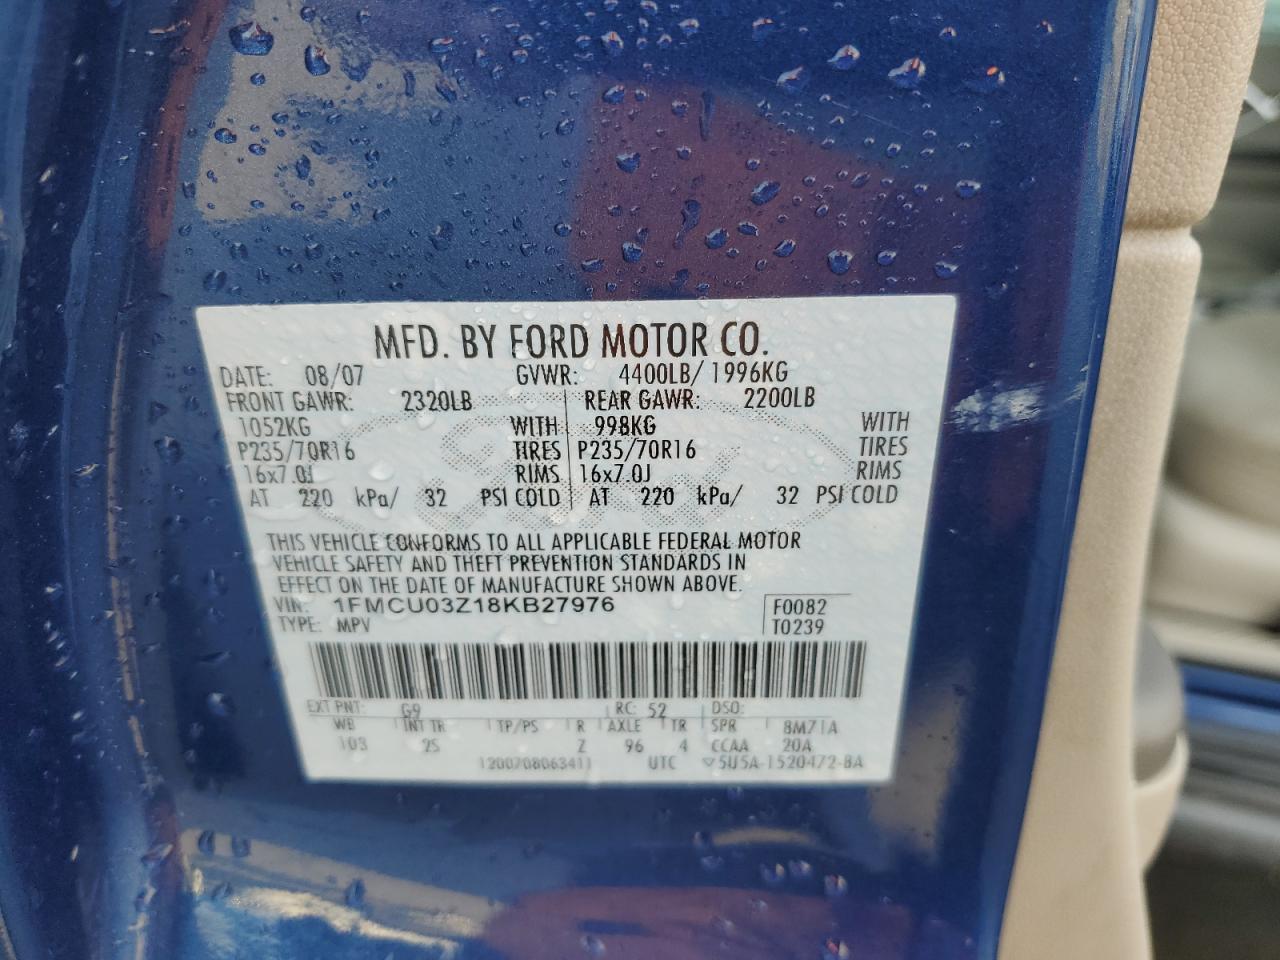 MFD. BY FORD MOTOR CO.
DATE: 08/07 GVWR: 4400LB/ 1996KG
FRONT GAWR: 2320LB REAR GAWR: 2200LB
1052KG WITH 998KG WITH
P235/70R16 TIRES P235/70R16 TIRES
16x7.0J RIMS 16x7.0J RIMS
AT 220 kPa/ 32 PSI COLD AT 220 kPa/ 32 PSI COLD
THIS VEHICLE CONFORMS TO ALL APPLICABLE FEDERAL MOTOR
VEHICLE SAFETY AND THEFT PREVENTION STANDARDS IN
EFFECT ON THE DATE OF MANUFACTURE SHOWN ABOVE.
VIN: 1FMCU03Z18KB27976 F0082
TYPE: MPV T0239
EXT PNT: G9 RC: 52 DSO:
WB INT TR TP/PS R AXLE TR SPR 8M71A
103 2S Z 96 4 CCAA 20A
1200708063411 UTC ▽5U5A-1520472-BA